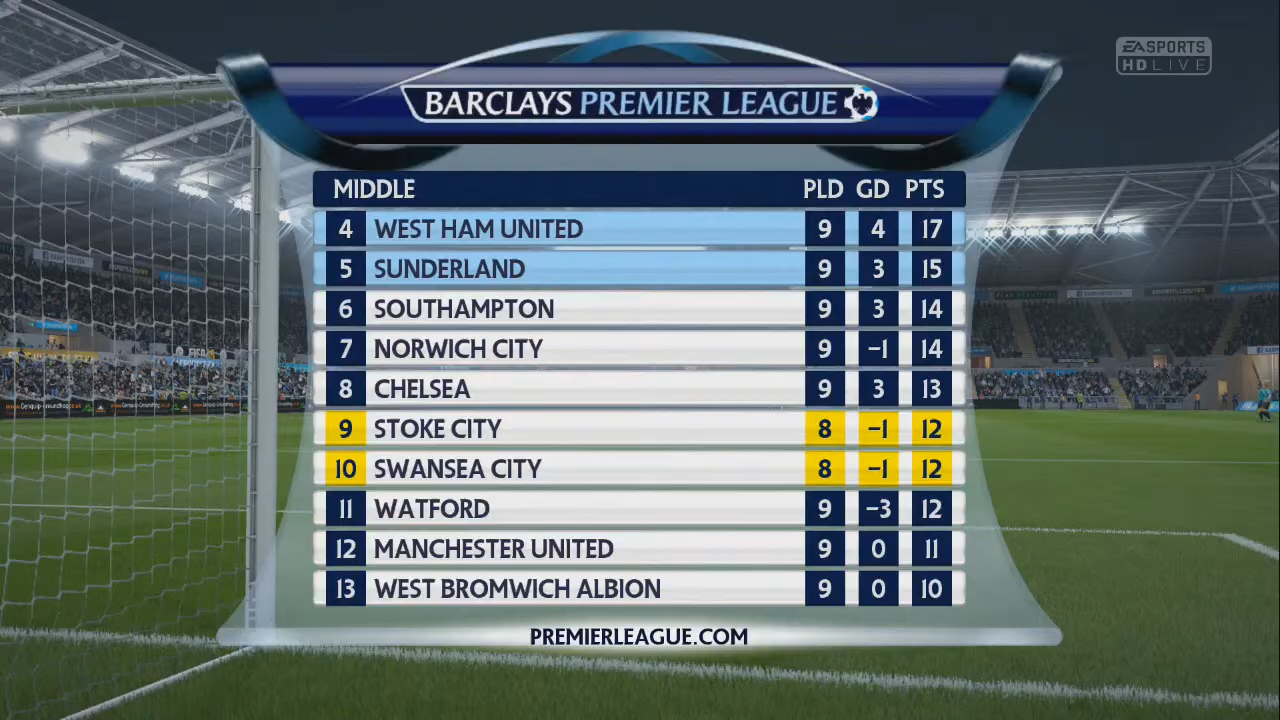 EA SPORTS
HD LIVE
BARCLAYS PREMIER LEAGUE
MIDDLE PLD GD PTS
4 WEST HAM UNITED 9 4 17
5 SUNDERLAND 9 3 15
6 SOUTHAMPTON 9 3 14
7 NORWICH CITY 9 -1 14
8 CHELSEA 9 3 13
9 STOKE CITY 8 -1 12
10 SWANSEA CITY 8 -1 12
11 WATFORD 9 -3 12
12 MANCHESTER UNITED 9 0 11
13 WEST BROMWICH ALBION 9 0 10
PREMIERLEAGUE.COM